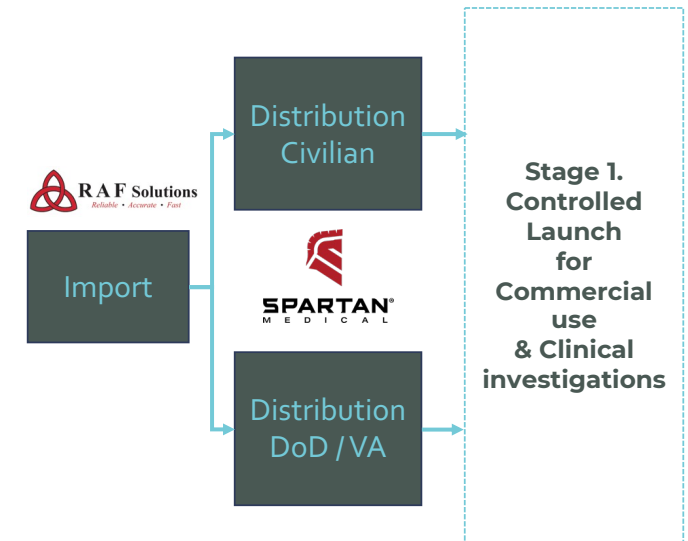 Distribution
Civilian
RAF Solutions
Reliable • Accurate • Fast
Import
SPARTAN®
MEDICAL
Distribution
DoD / VA
Stage 1.
Controlled
Launch
for
Commercial
use
& Clinical
investigations